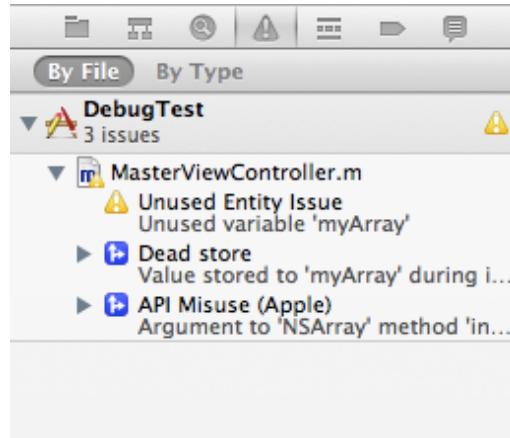 By File By Type
DebugTest
3 issues
MasterViewController.m
Unused Entity Issue
Unused variable 'myArray'
Dead store
Value stored to 'myArray' during i...
API Misuse (Apple)
Argument to 'NSArray' method 'in...